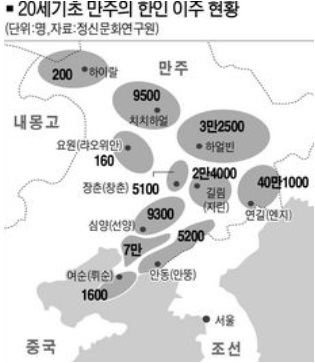 ▪ 20세기초 만주의 한인 이주 현황
(단위:명,자료:정신문화연구원)
200
하이랄
만주
9500
치치하얼
내몽고
3만2500
하얼빈
요원(랴오위안)
160
2만4000
장춘(창춘)
5100
길림
(지린)
40만1000
연길(옌지)
9300
심양(선양)
5200
7만
여순(뤼순)
안동(안뚱)
1600
서울
중국
조선